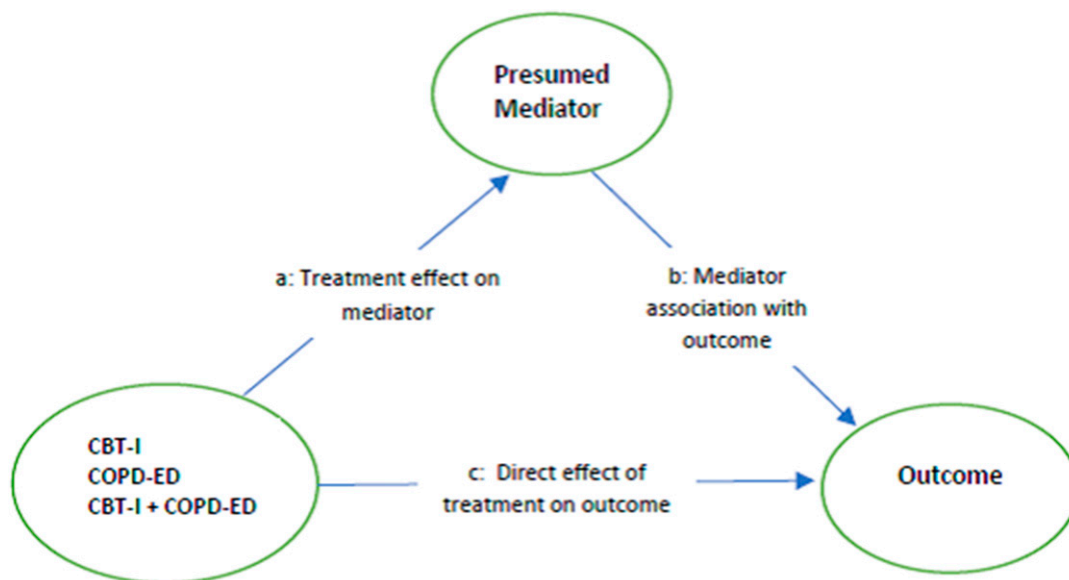 Presumed
Mediator
a: Treatment effect on
mediator
b: Mediator
association with
outcome
CBT-I
COPD-ED
CBT-I + COPD-ED
c: Direct effect of
treatment on outcome
Outcome